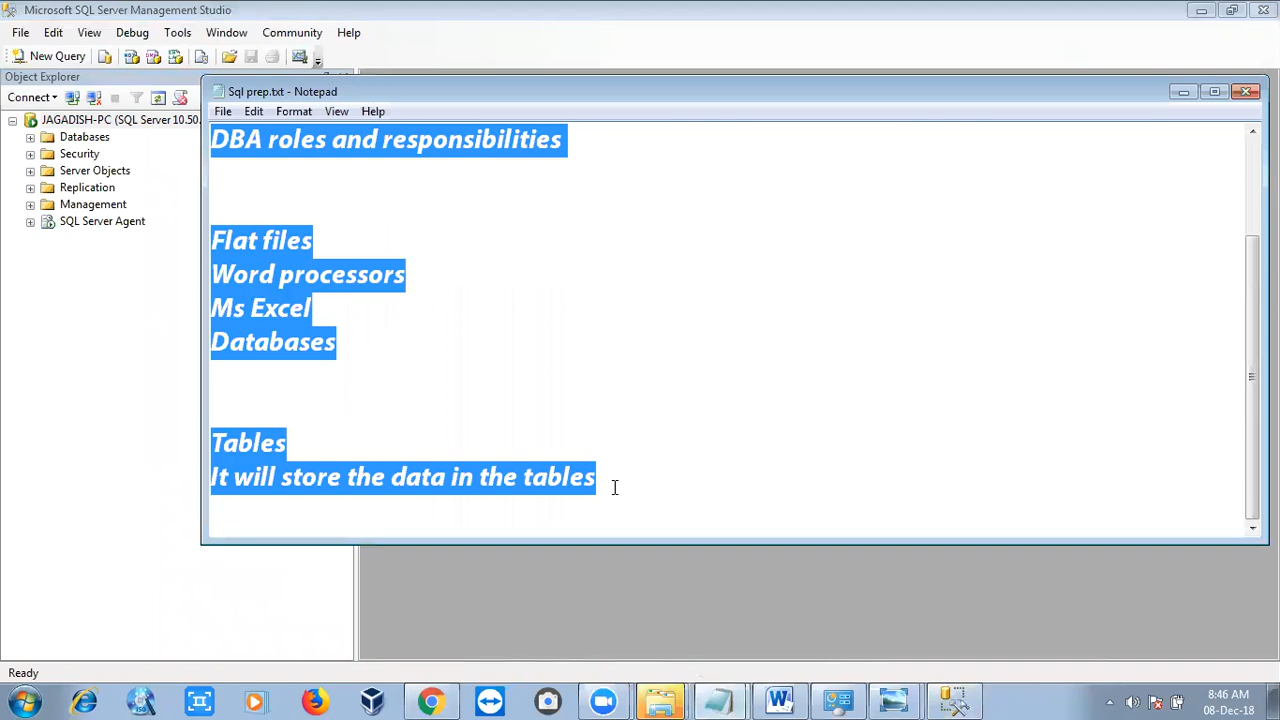 Microsoft SQL Server Management Studio
File Edit View Debug Tools Window Community Help
New Query
Object Explorer
Connect
JAGADISH-PC (SQL Server 10.50.
Databases
Security
Server Objects
Replication
Management
SQL Server Agent
Sql prep.txt - Notepad
File Edit Format View Help
DBA roles and responsibilities
Flat files
Word processors
Ms Excel
Databases
Tables
It will store the data in the tables
Ready
8:46 AM
08-Dec-18